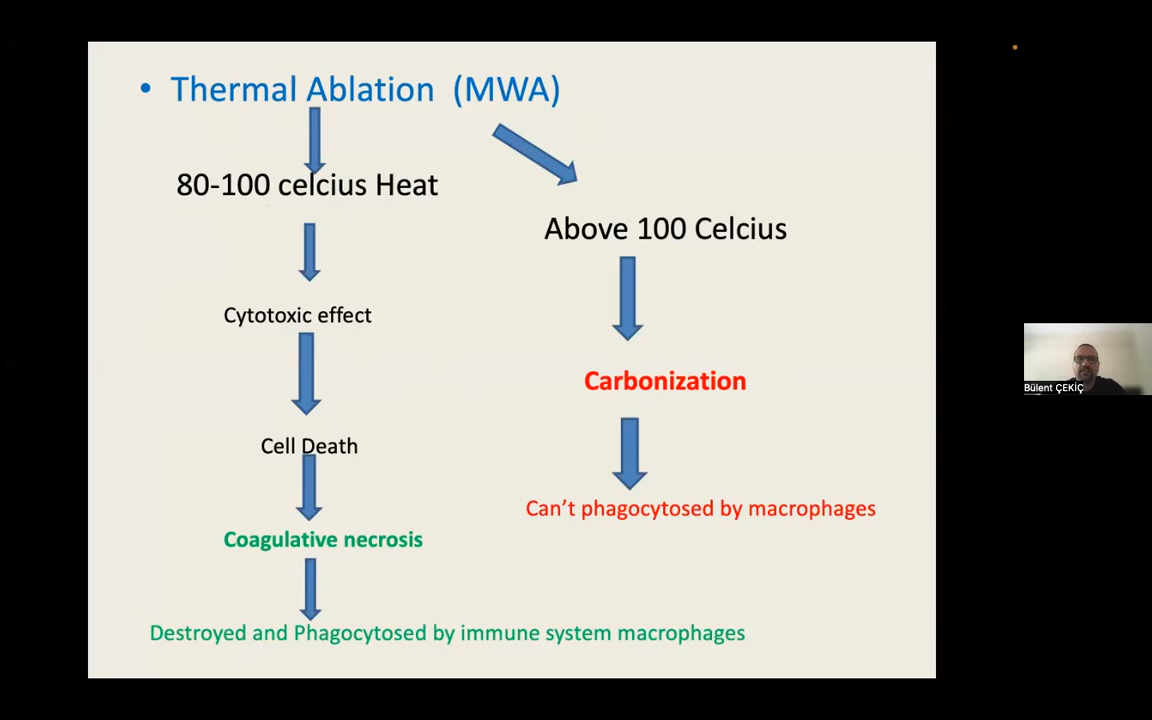 • Thermal Ablation (MWA)
80-100 celcius Heat
Above 100 Celcius
Cytotoxic effect
Carbonization
Cell Death
Can't phagocytosed by macrophages
Coagulative necrosis
Destroyed and Phagocytosed by immune system macrophages
Bülent ÇEKİÇ